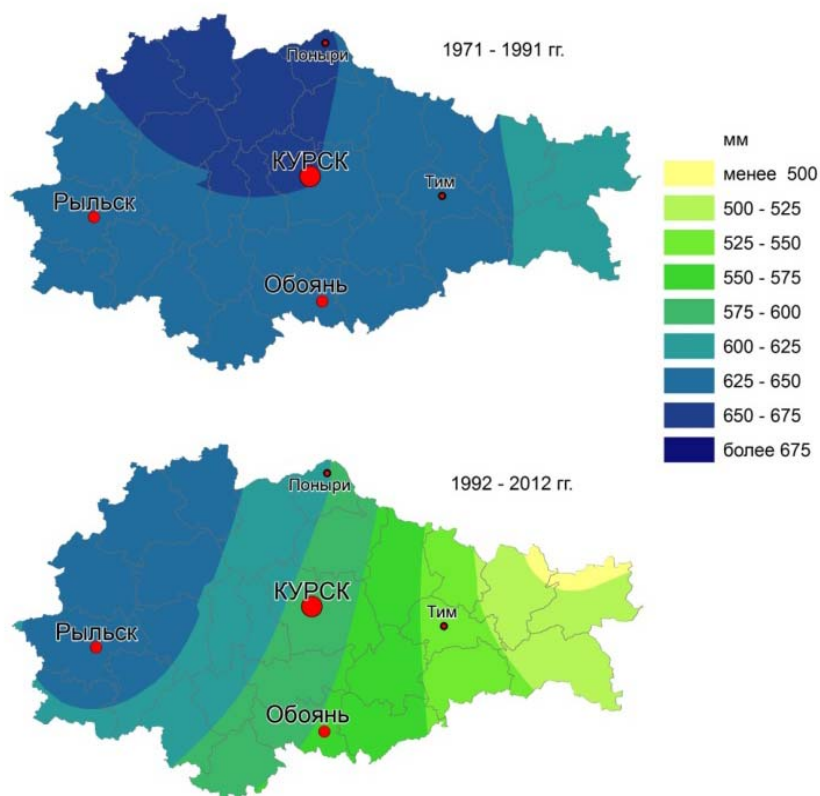 1971 - 1991 гг.
Поныри
КУРСК
Тим
Рыльск
Обоянь
мм
менее 500
500 - 525
525 - 550
550 - 575
575 - 600
600 - 625
625 - 650
650 - 675
более 675
1992 - 2012 гг.
Поныри
КУРСК
Тим
Рыльск
Обоянь